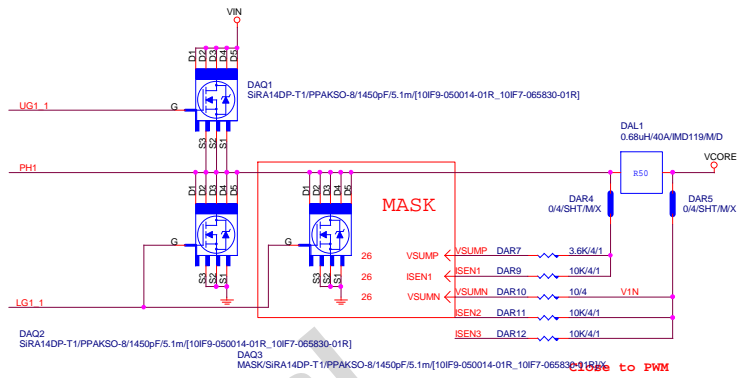 VIN
D1 D2 D3 D4 D5
DAQ1
SiRA14DP-T1/PPAKSO-8/1450pF/5.1m/[10IF9-050014-01R_10IF7-065830-01R]
UG1_1
G
S3 S2 S1
DAL1
0.68uH/40A/IMD119/M/D
PH1
VCORE
R50
D1 D2 D3 D4 D5
D1 D2 D3 D4 D5
MASK
DAR4
0/4/SHT/M/X
DAR5
0/4/SHT/M/X
G
G
26 VSUMP VSUMP DAR7 3.6K/4/1
S3 S2 S1
S3 S2 S1
26 ISEN1 ISEN1 DAR9 10K/4/1
26 VSUMN VSUMN DAR10 10/4 V1N
LG1_1
ISEN2 DAR11 10K/4/1
ISEN3 DAR12 10K/4/1
DAQ2
SiRA14DP-T1/PPAKSO-8/1450pF/5.1m/[10IF9-050014-01R_10IF7-065830-01R]
DAQ3
MASK/SiRA14DP-T1/PPAKSO-8/1450pF/5.1m/[10IF9-050014-01R_10IF7-065830-01R]/X
Close to PWM